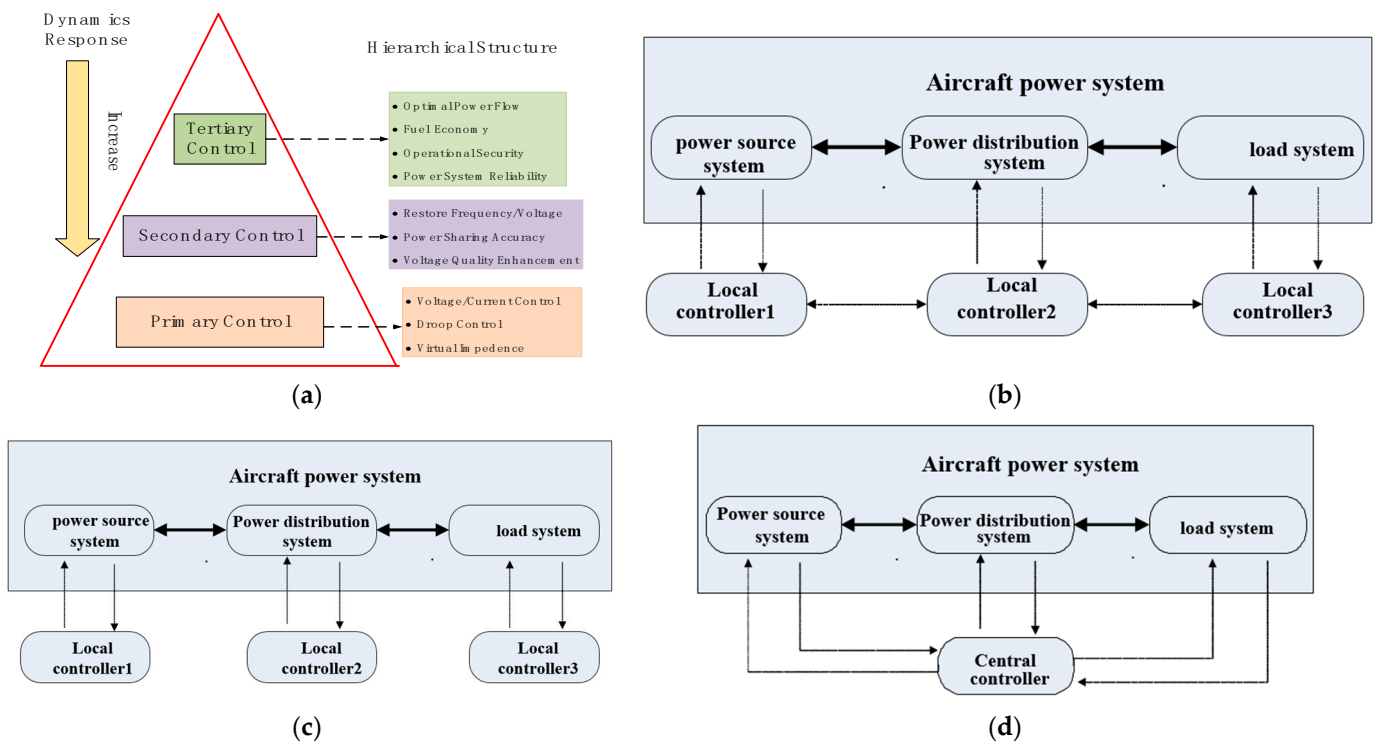 Dynamics
Response
Increase
Hierarchical Structure
Tertiary
Control
• Optimal Power Flow
• Fuel Economy
• Operational Security
• Power System Reliability
Secondary Control
• Restore Frequency/Voltage
• Power Sharing Accuracy
• Voltage Quality Enhancement
Primary Control
• Voltage/Current Control
• Droop Control
• Virtual Impedence
(a)
Aircraft power system
power source
system
Power distribution
system
load system
Local
controller1
Local
controller2
Local
controller3
(b)
Aircraft power system
power source
system
Power distribution
system
load system
Local
controller1
Local
controller2
Local
controller3
(c)
Aircraft power system
Power source
system
Power distribution
system
load system
Central
controller
(d)